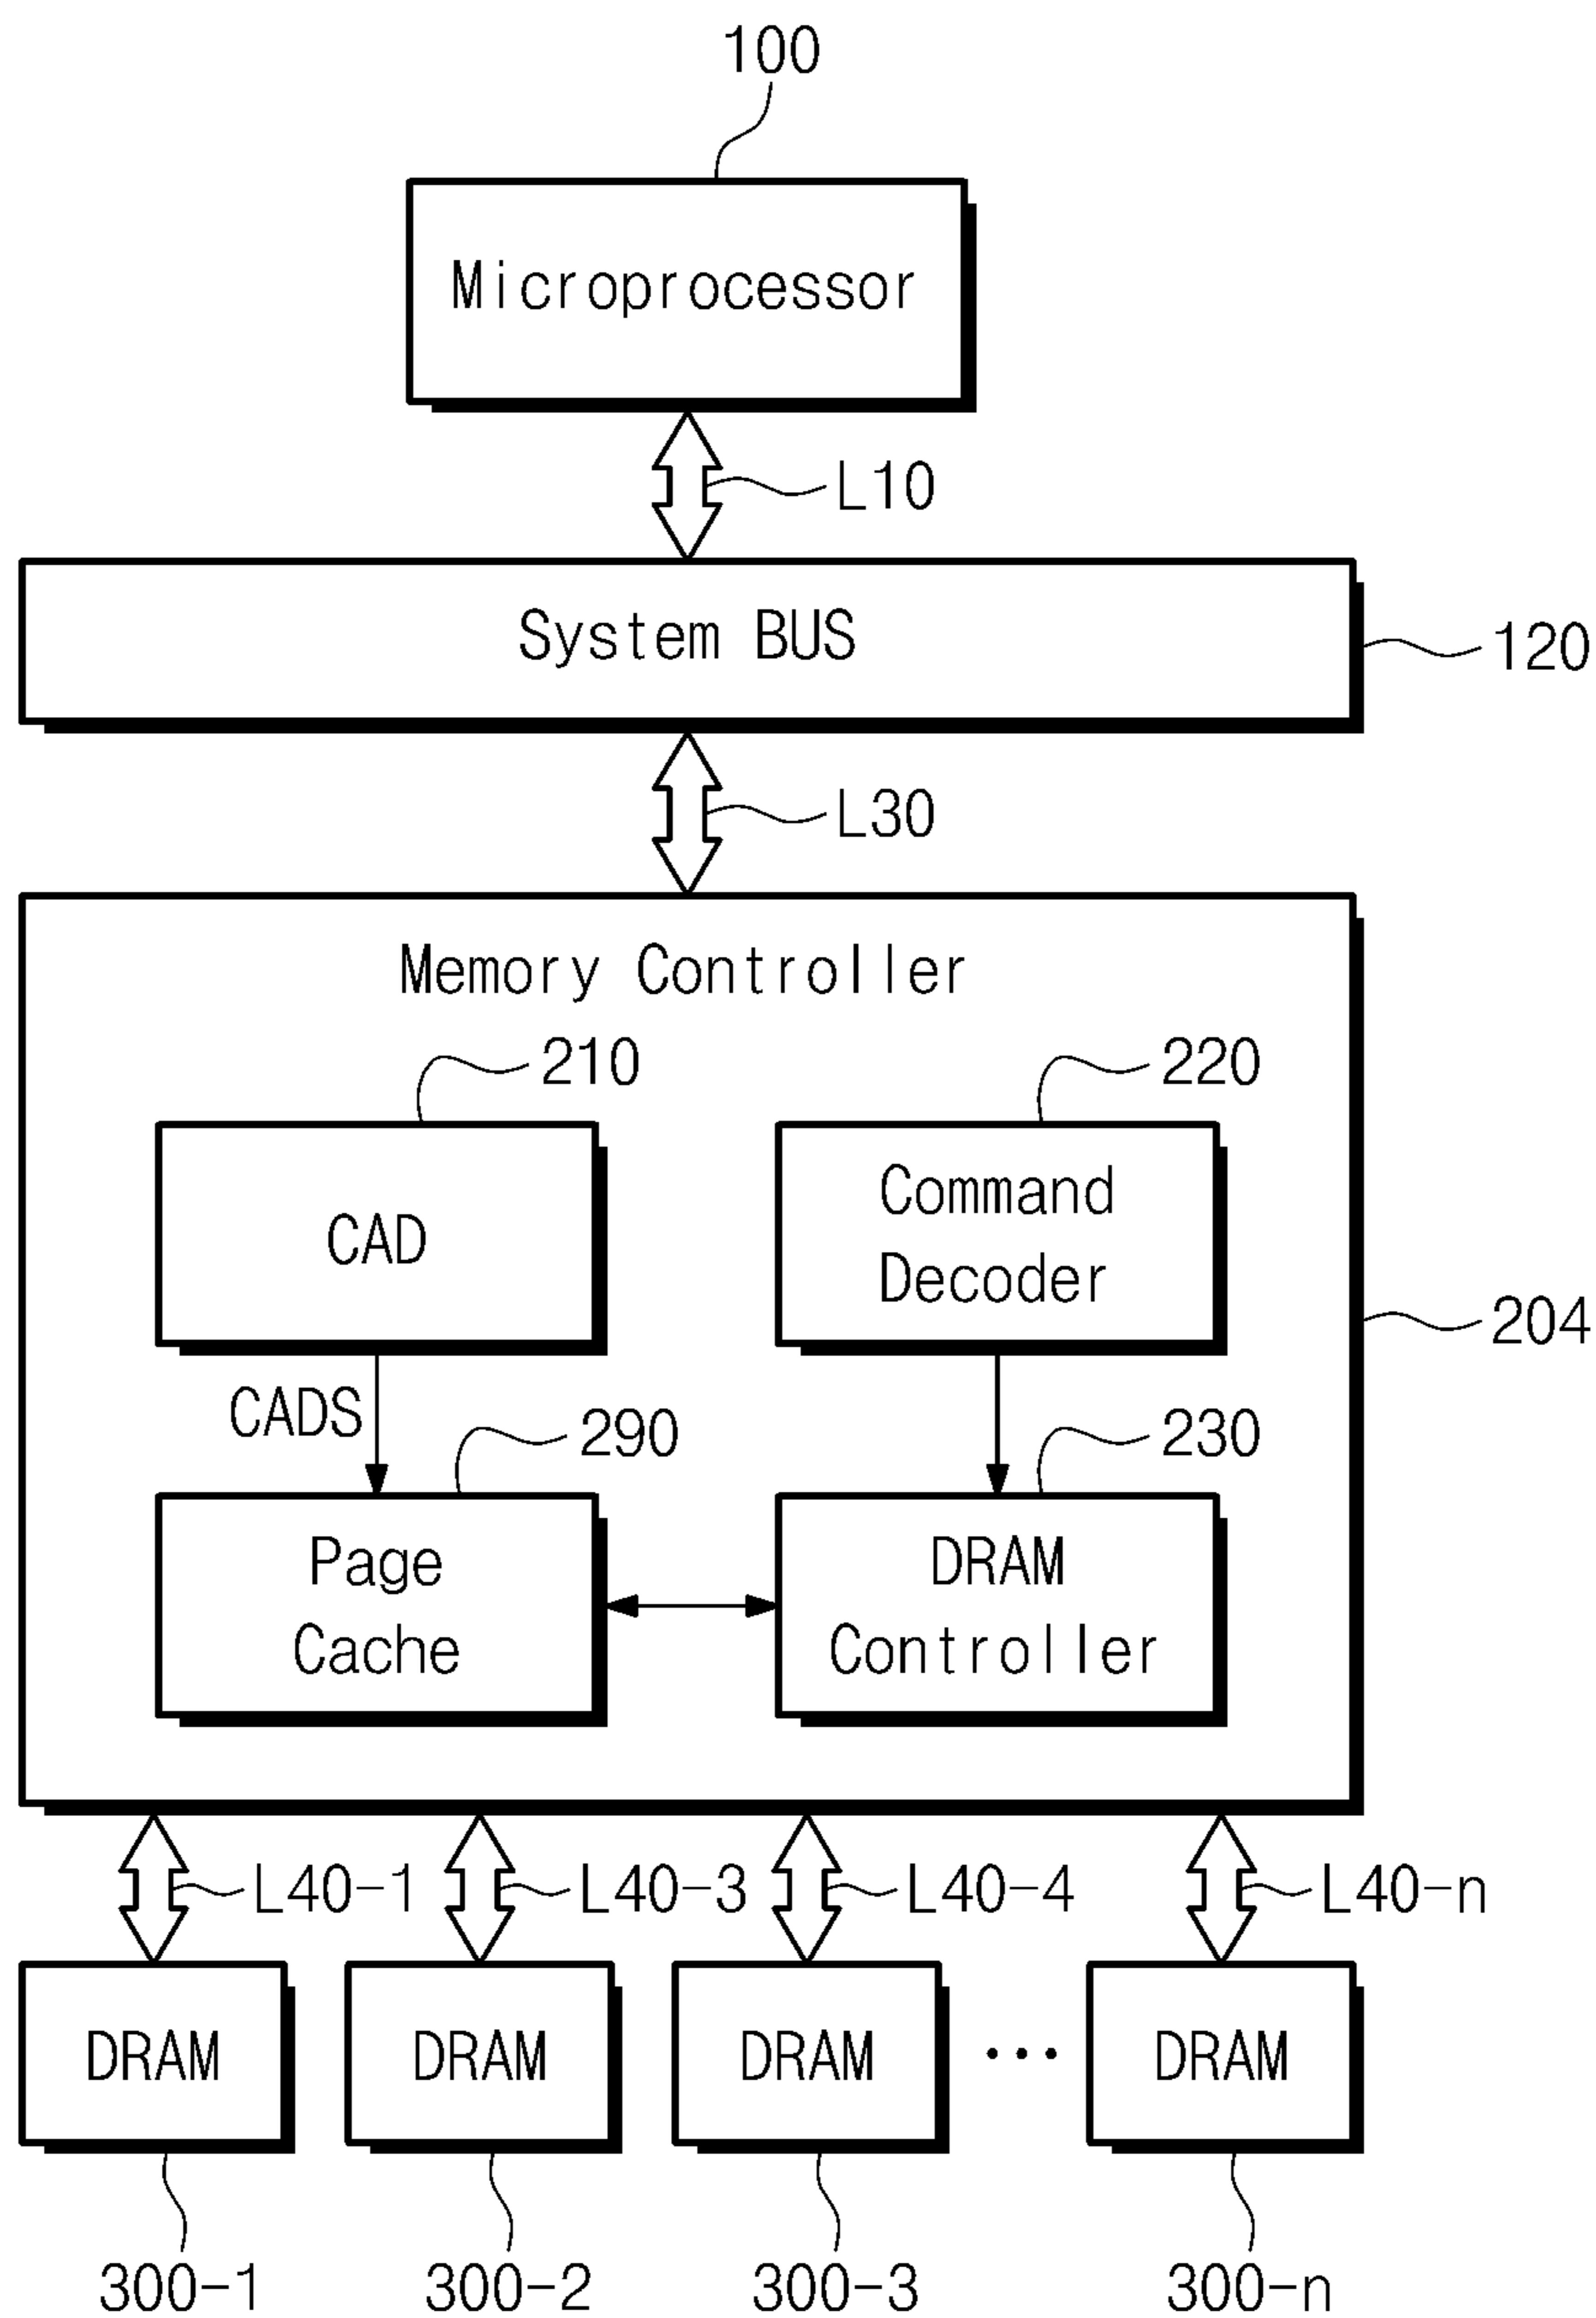 100
Microprocessor
L10
System BUS
120
L30
Memory Controller
210
220
CAD
Command
Decoder
204
CADS
290
230
Page
Cache
DRAM
Controller
L40-1
L40-3
L40-4
L40-n
DRAM
DRAM
DRAM
...
DRAM
300-1
300-2
300-3
300-n